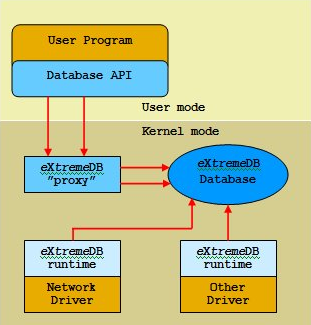 User Program
Database API
User mode
Kernel mode
eXtremeDB
"proxy"
eXtremeDB
Database
eXtremeDB
runtime
Network
Driver
eXtremeDB
runtime
Other
Driver